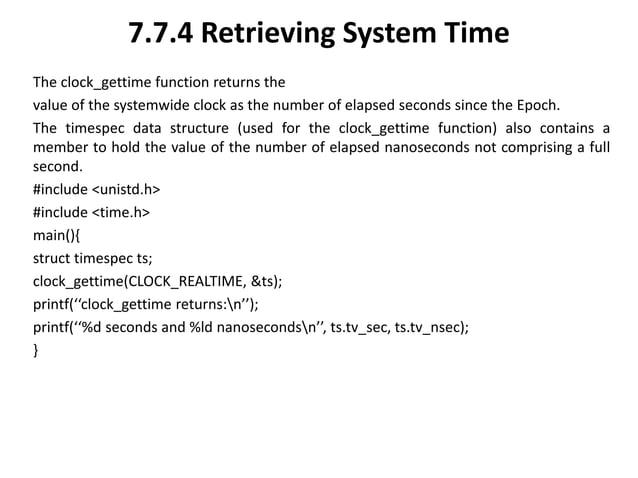 7.7.4 Retrieving System Time
The clock_gettime function returns the
value of the systemwide clock as the number of elapsed seconds since the Epoch.
The timespec data structure (used for the clock_gettime function) also contains a
member to hold the value of the number of elapsed nanoseconds not comprising a full
second.
#include <unistd.h>
#include <time.h>
main(){
struct timespec ts;
clock_gettime(CLOCK_REALTIME, &ts);
printf(‘‘clock_gettime returns:\n’’);
printf(‘‘%d seconds and %ld nanoseconds\n’’, ts.tv_sec, ts.tv_nsec);
}